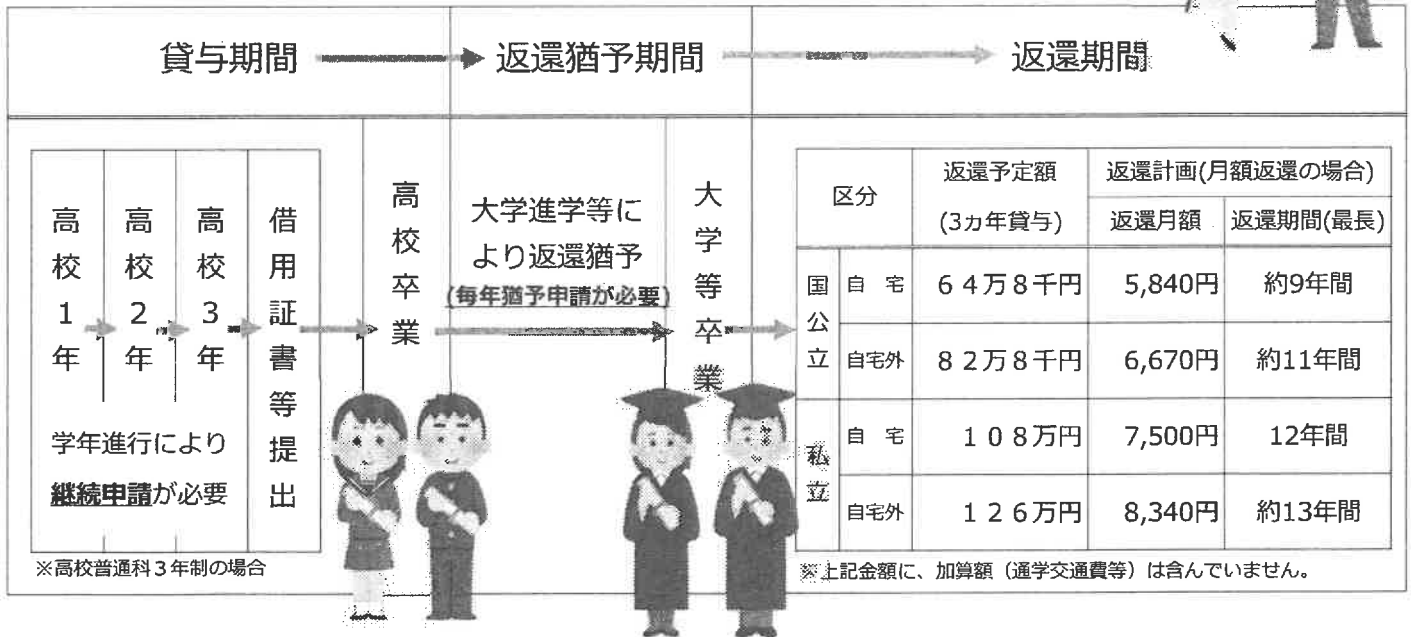 貸与期間
返還猶予期間
返還期間
高校1年
高校2年
高校3年
借用証書等提出
学年進行により
継続申請が必要
※高校普通科3年制の場合
高校卒業
大学進学等に
より返還猶予
(毎年猶予申請が必要)
大学等卒業
区分
返還予定額
(3カ年貸与)
返還計画(月額返還の場合)
返還月額
返還期間(最長)
国公立
自 宅
64万8千円
5,840円
約9年間
自宅外
82万8千円
6,670円
約11年間
私立
自 宅
108万円
7,500円
12年間
自宅外
126万円
8,340円
約13年間
※上記金額に、加算額（通学交通費等）は含んでいません。